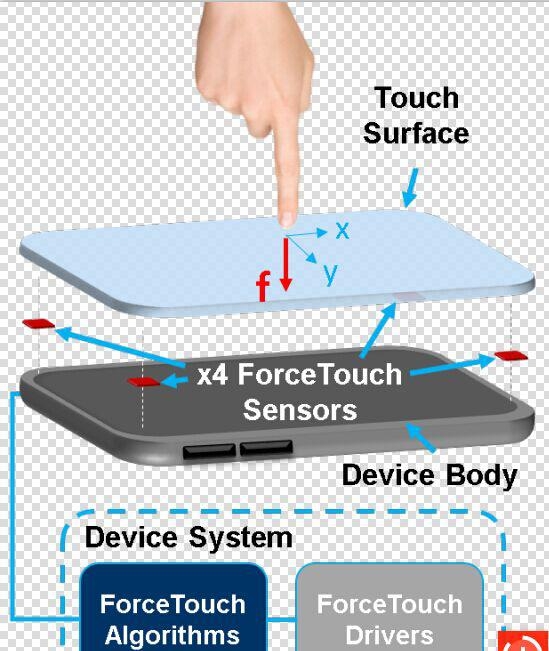 Touch
Surface
x
y
f
x4 ForceTouch
Sensors
Device Body
Device System
ForceTouch
Algorithms
ForceTouch
Drivers